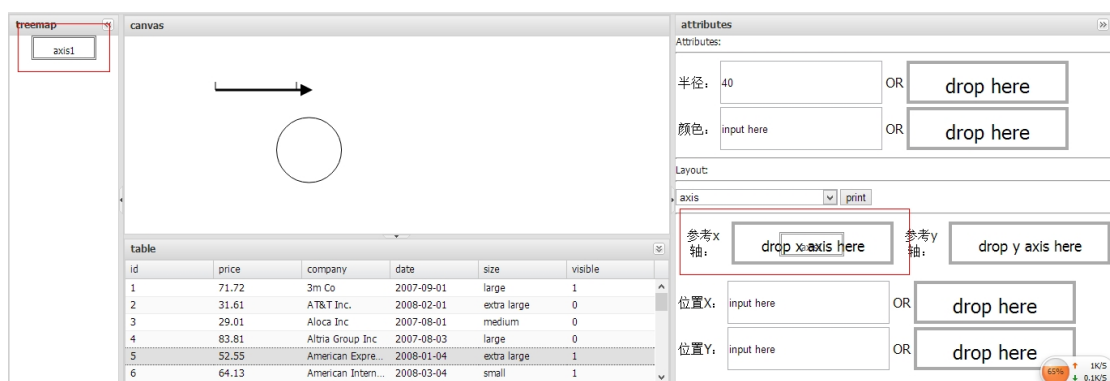 treemap
axis1
canvas
table
id price company date size visible
1 71.72 3m Co 2007-09-01 large 1
2 31.61 AT&T Inc. 2008-02-01 extra large 0
3 29.01 Aloca Inc 2007-08-01 medium 0
4 83.81 Altria Group Inc 2007-08-03 large 0
5 52.55 American Expre... 2008-01-04 extra large 1
6 64.13 American Intern... 2008-03-04 small 1
attributes
Attributes:
半径： 40 OR drop here
颜色： input here OR drop here
Layout:
axis print
参考x轴： drop x axis here 参考y轴： drop y axis here
位置X： input here OR drop here
位置Y： input here OR drop here
65% 1K/S
0.1K/S